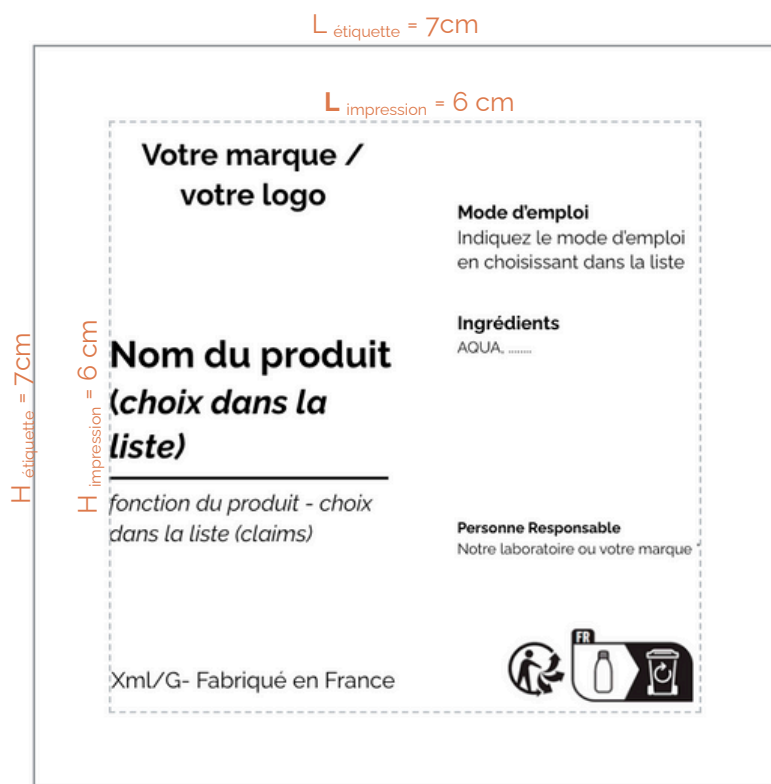 L étiquette = 7cm
L impression = 6 cm
H étiquette = 7cm
H impression = 6 cm
Votre marque /
votre logo
Nom du produit
(choix dans la
liste)
fonction du produit - choix
dans la liste (claims)
Xml/G- Fabriqué en France
Mode d'emploi
Indiquez le mode d'emploi
en choisissant dans la liste
Ingrédients
AQUA, ........
Personne Responsable
Notre laboratoire ou votre marque *
FR